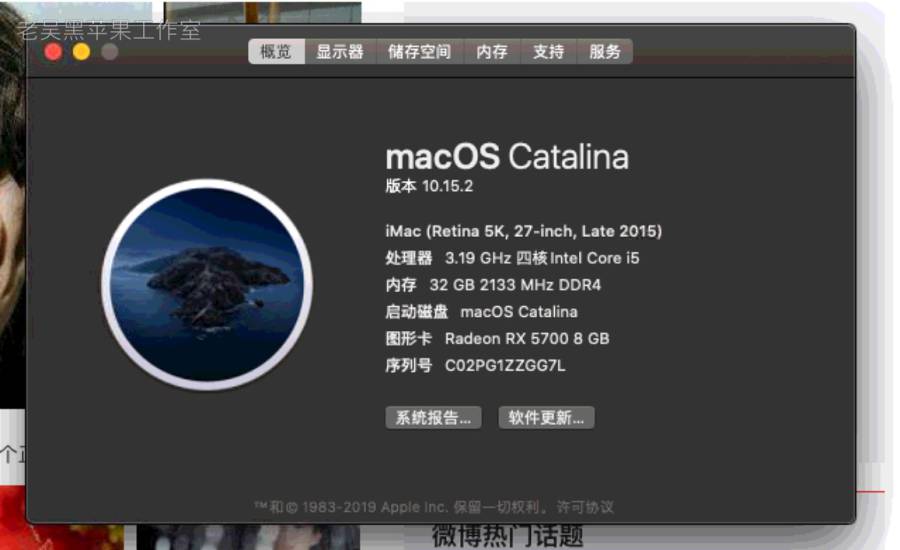 老吴黑苹果工作室
概览 显示器 储存空间 内存 支持 服务
macOS Catalina
版本 10.15.2
iMac (Retina 5K, 27-inch, Late 2015)
处理器 3.19 GHz 四核Intel Core i5
内存 32 GB 2133 MHz DDR4
启动磁盘 macOS Catalina
图形卡 Radeon RX 5700 8 GB
序列号 C02PG1ZZGG7L
系统报告... 软件更新...
个正
™和© 1983-2019 Apple Inc. 保留一切权利。许可协议
微博热门话题